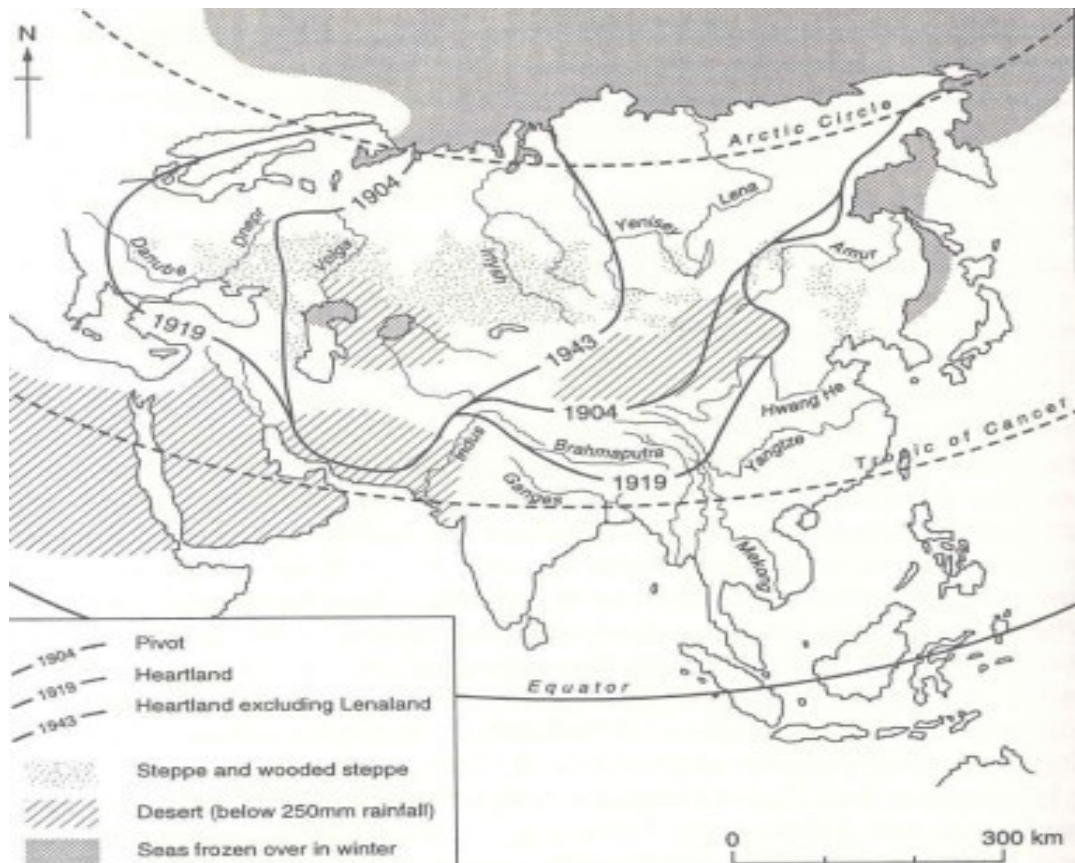 N
Arctic Circle
1904
Lena
Yenisei
Dnepr
Volga
Irtysh
Danube
Amur
1919
1943
1904
Hwang He
Indus
Brahmaputra
Yangtze
Tropic of Cancer
1919
Ganges
Mekong
Equator
1904 Pivot
1919 Heartland
1943 Heartland excluding Lenaland
Steppe and wooded steppe
Desert (below 250mm rainfall)
Seas frozen over in winter
0 300 km